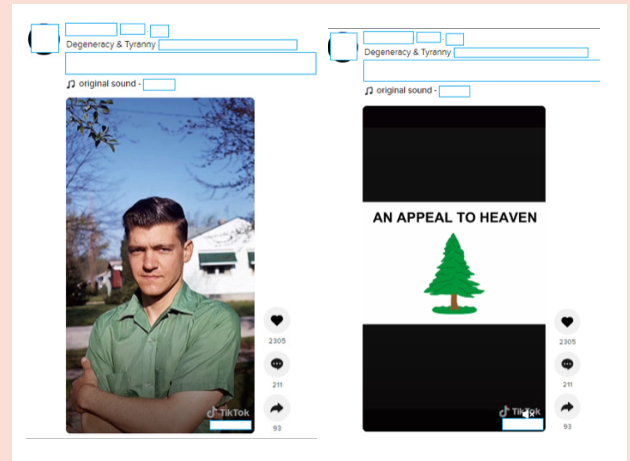 Degeneracy & Tyranny
original sound -
2305
211
TikTok
93
Degeneracy & Tyranny
original sound -
AN APPEAL TO HEAVEN
2305
211
TikTok
93